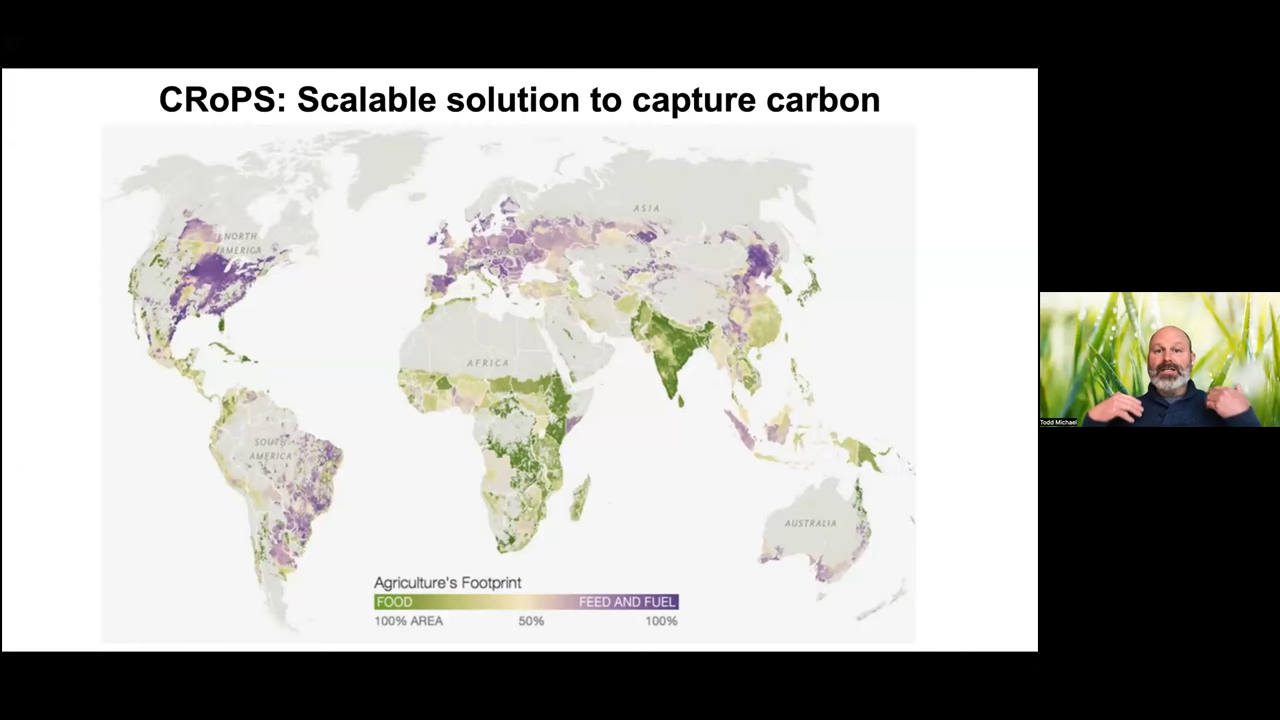 CRoPS: Scalable solution to capture carbon
ASIA
NORTH
AMERICA
EUROPE
AFRICA
SOUTH
AMERICA
AUSTRALIA
Agriculture's Footprint
FOOD FEED AND FUEL
100% AREA 50% 100%
Todd Michael